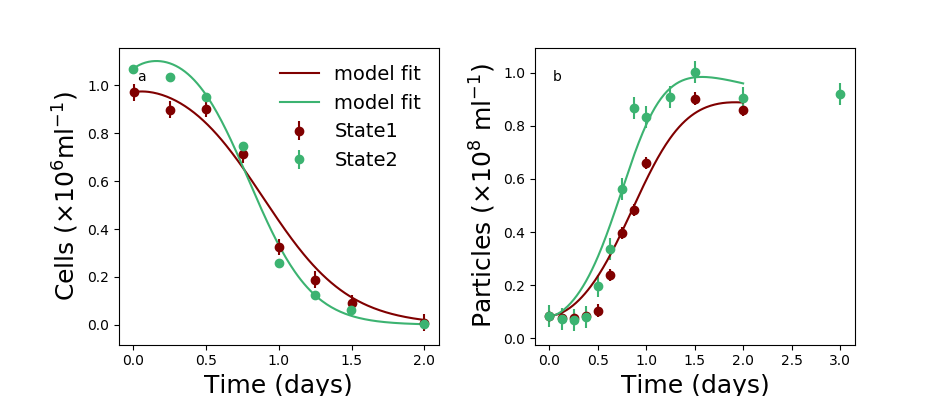 a
model fit
model fit
State1
State2
1.0
0.8
0.6
0.4
0.2
0.0
Cells (×10⁶ml⁻¹)
0.0 0.5 1.0 1.5 2.0
Time (days)
b
1.0
0.8
0.6
0.4
0.2
0.0
Particles (×10⁸ ml⁻¹)
0.0 0.5 1.0 1.5 2.0 2.5 3.0
Time (days)